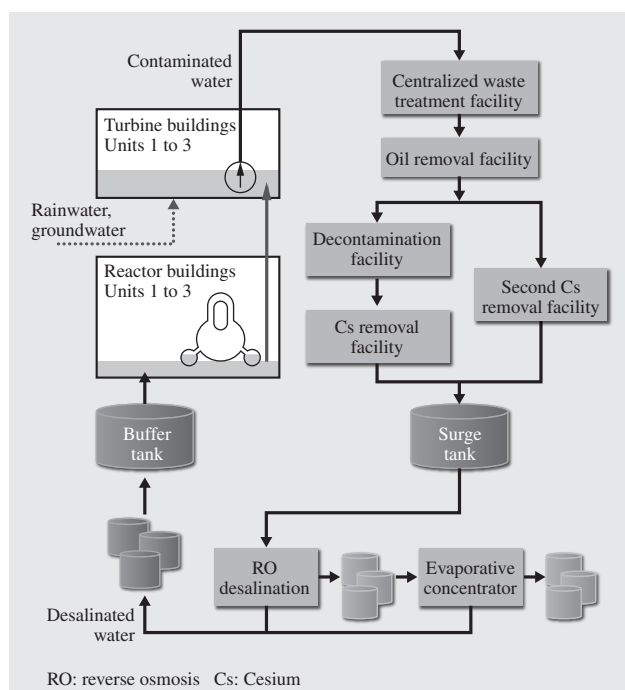 Contaminated
water
Centralized waste
treatment facility
Turbine buildings
Units 1 to 3
Oil removal facility
Rainwater,
groundwater
Decontamination
facility
Reactor buildings
Units 1 to 3
Second Cs
removal facility
Cs removal
facility
Buffer
tank
Surge
tank
RO
desalination
Evaporative
concentrator
Desalinated
water
RO: reverse osmosis Cs: Cesium